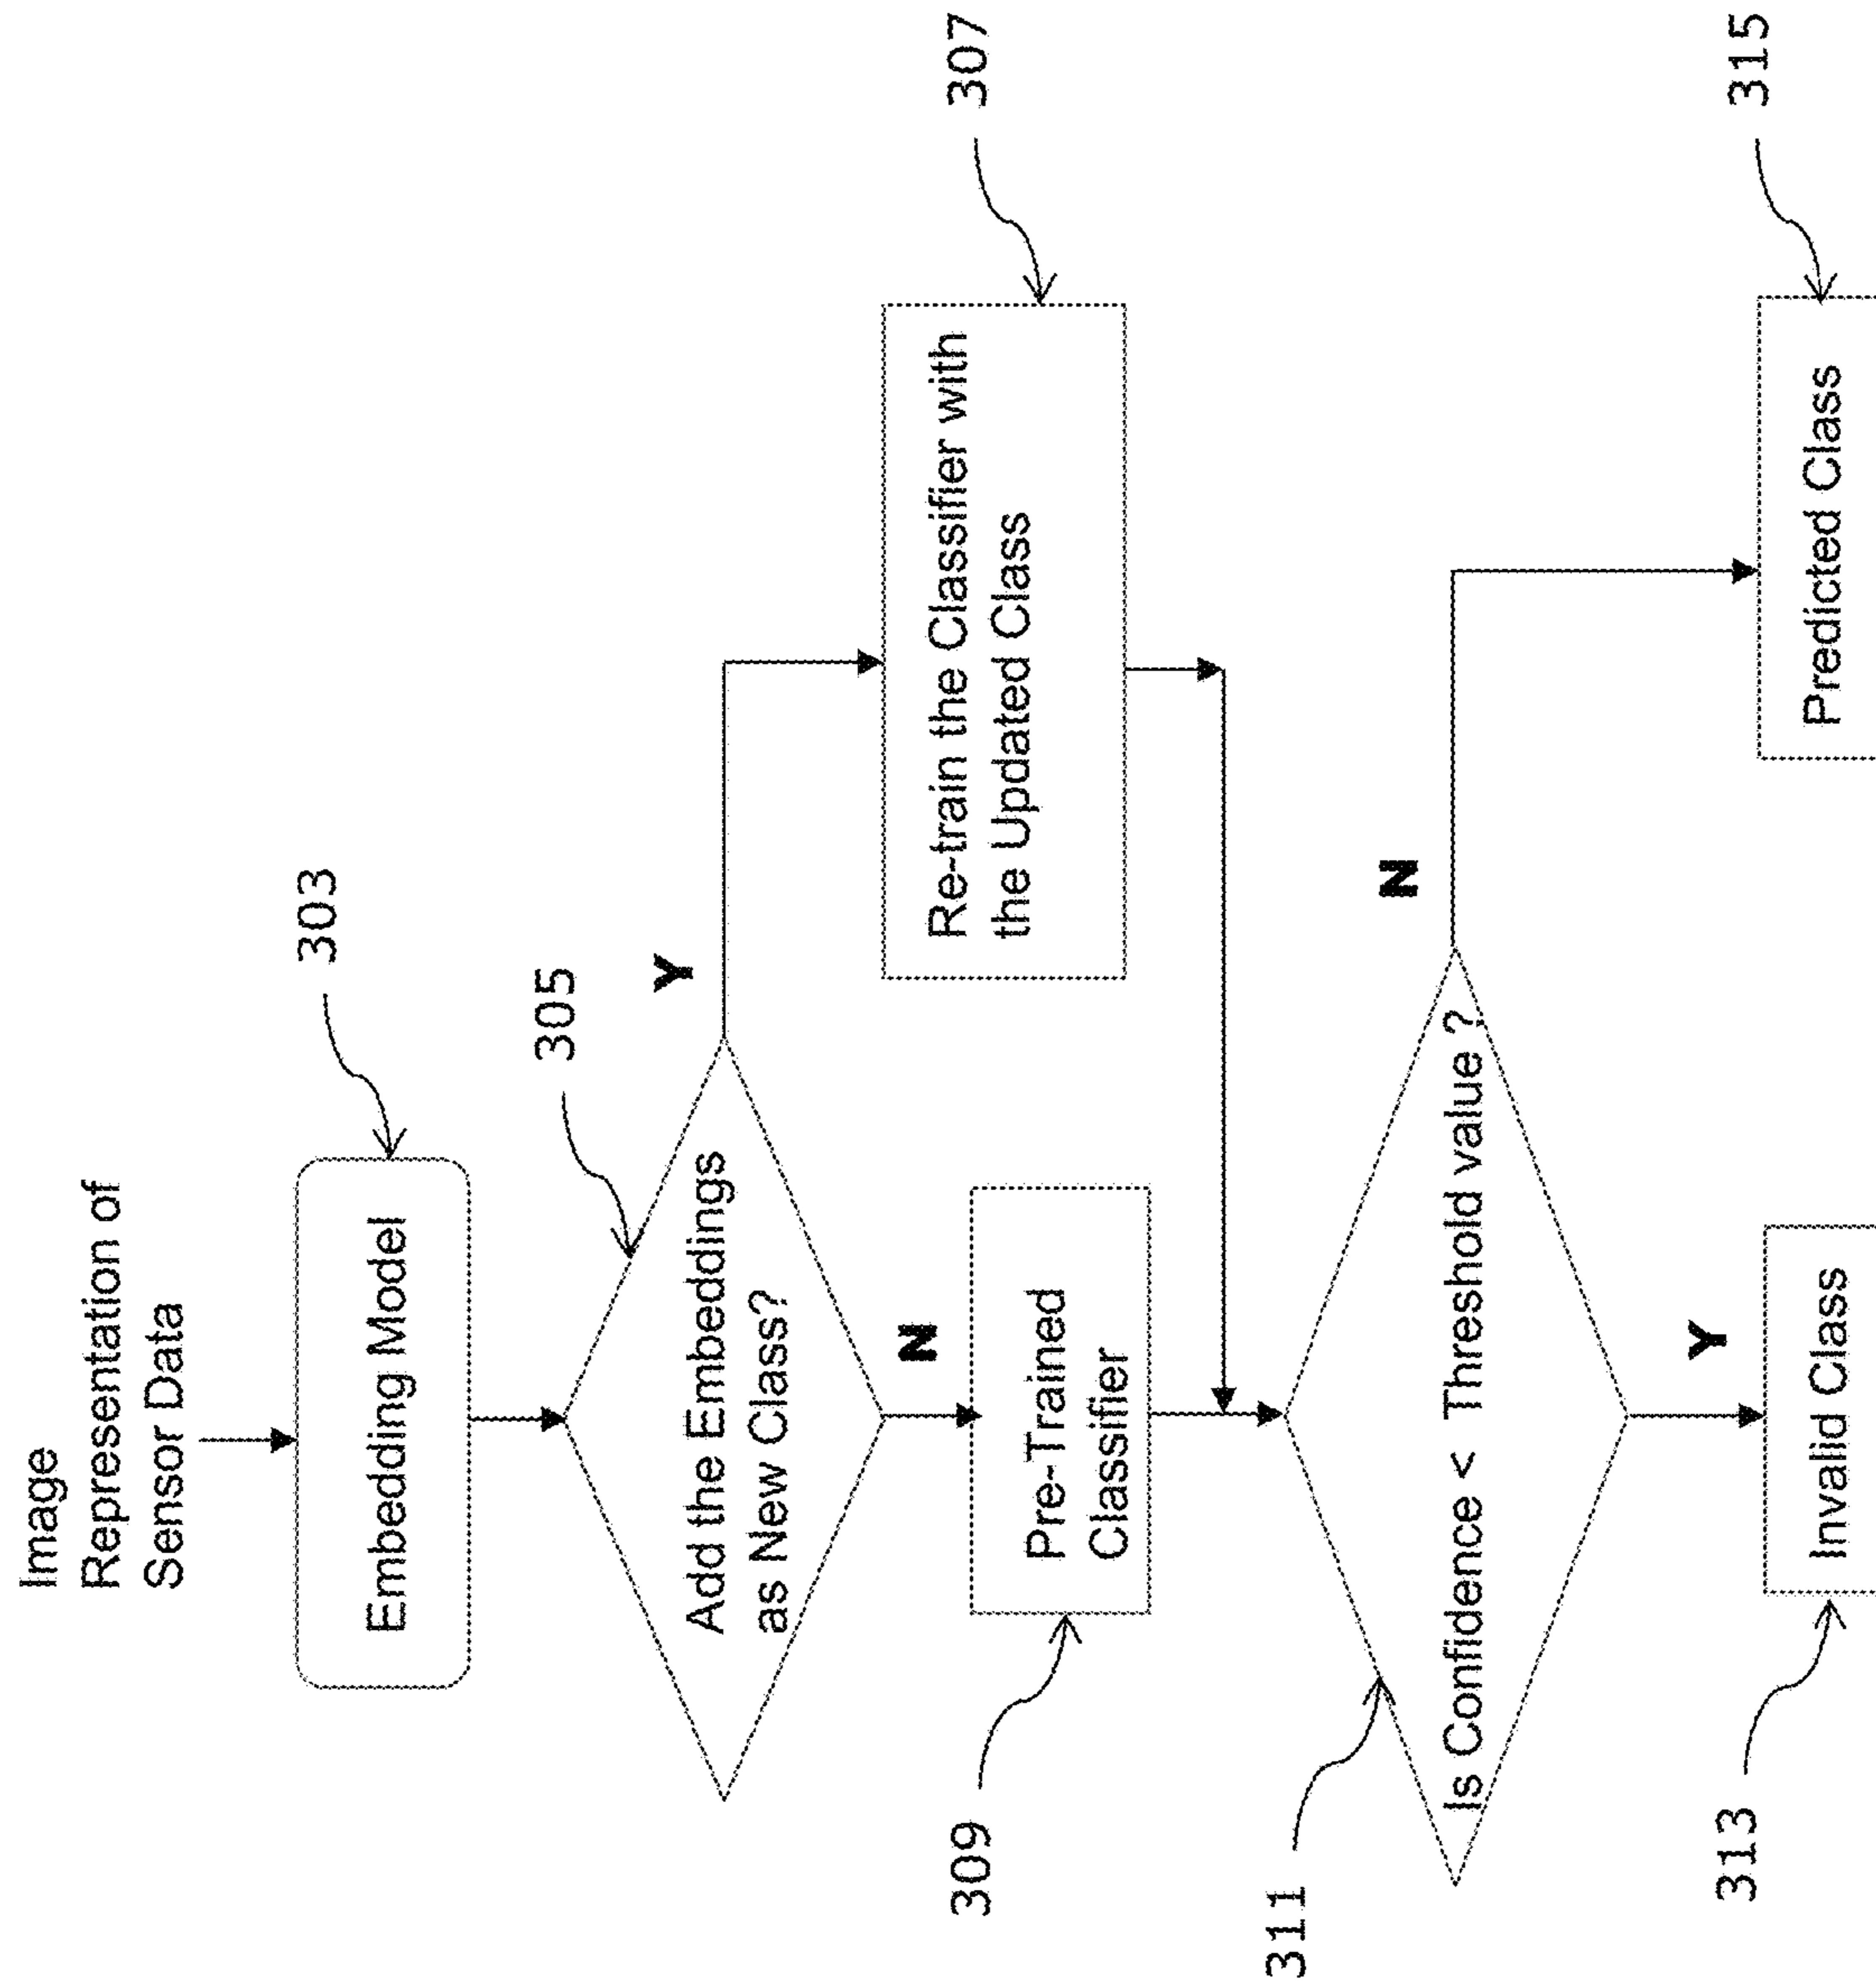 Image
Representation of
Sensor Data
303
Embedding Model
305
Add the Embeddings
as New Class?
Y
N
307
Re-train the Classifier with
the Updated Class
309
Pre-Trained
Classifier
311
Is Confidence < Threshold value ?
N
Y
313
Invalid Class
315
Predicted Class